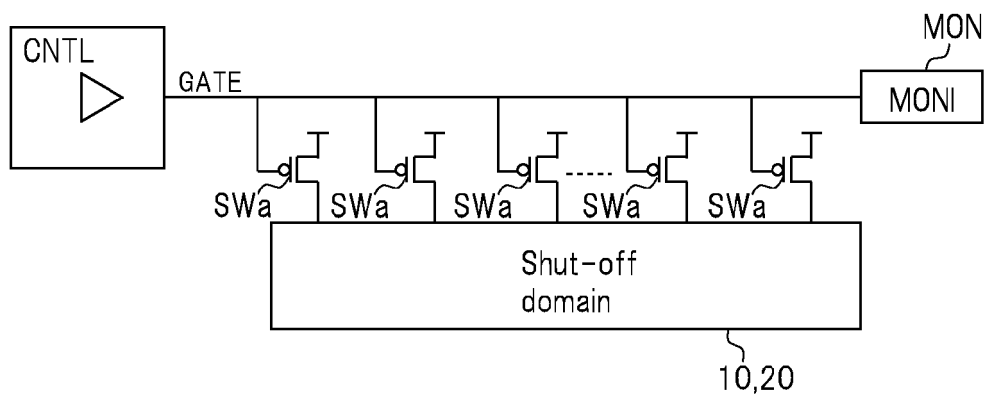 MON
CNTL
GATE
MONI
SWa
SWa
SWa
SWa
SWa
Shut-off
domain
10,20